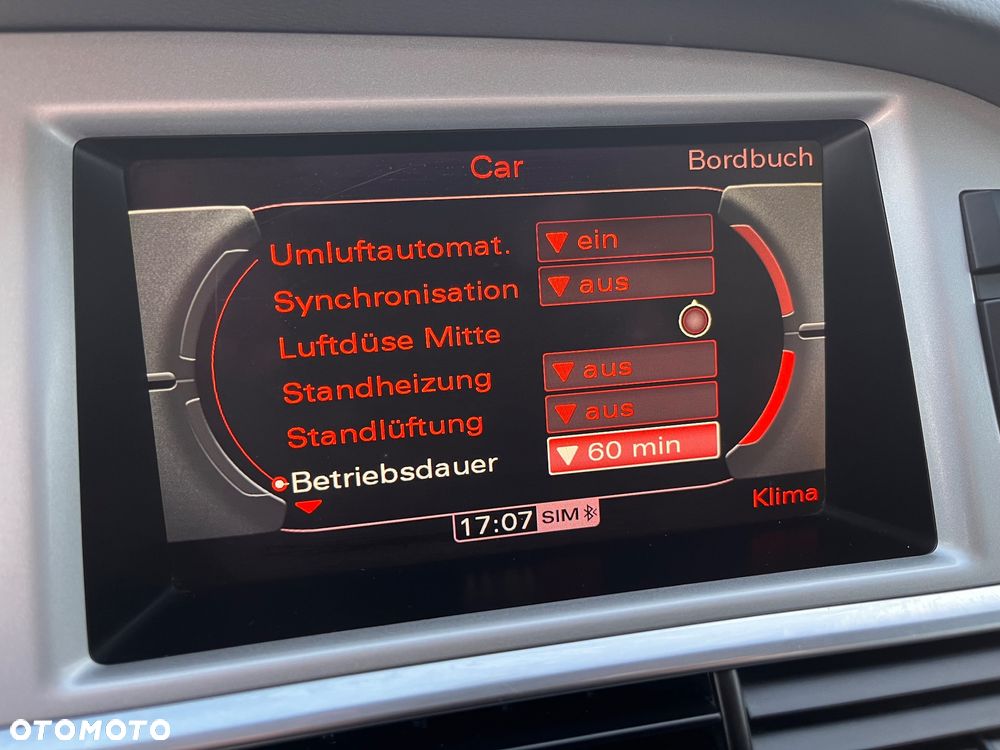 Car
Bordbuch
Umluftautomat. ein
Synchronisation aus
Luftdüse Mitte
Standheizung aus
Standlüftung aus
Betriebsdauer 60 min
Klima
17:07 SIM
OTOMOTO